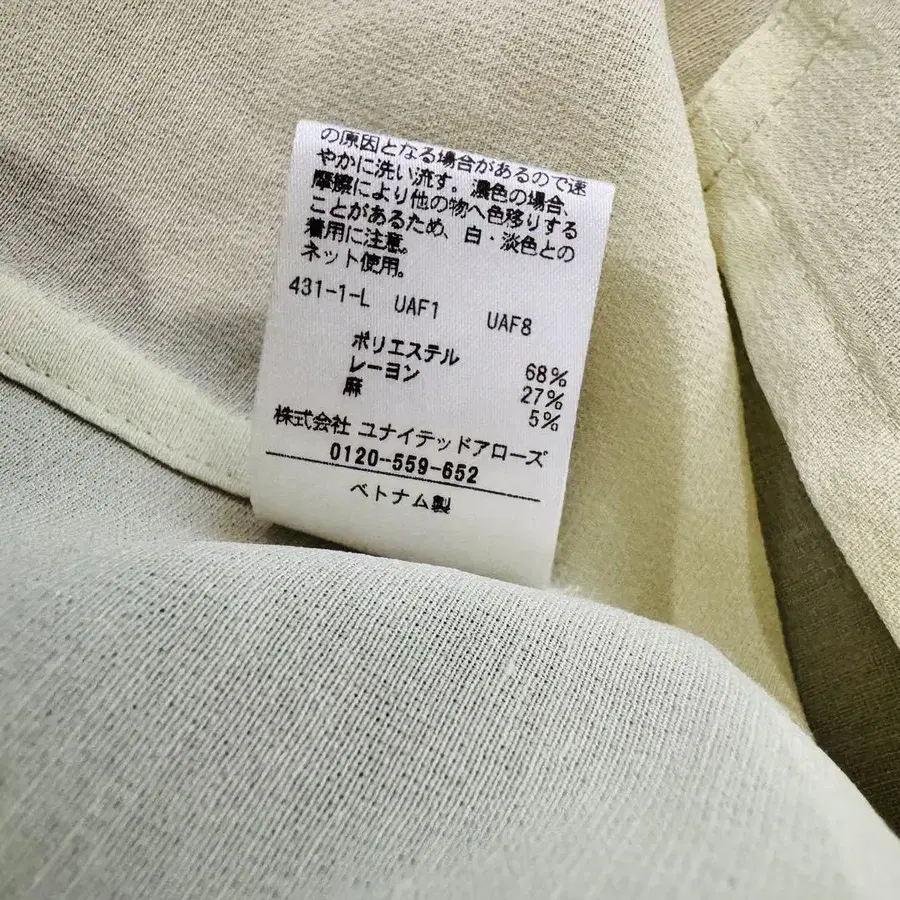 の原因となる場合があるので速
やかに洗い流す。濃色の場合、
摩擦により他の物へ色移りする
ことがあるため、白・淡色との
着用に注意。
ネット使用。
431-1-L UAF1 UAF8
ポリエステル 68%
レーヨン 27%
麻 5%
株式会社 ユナイテッドアローズ
0120-559-652
ベトナム製